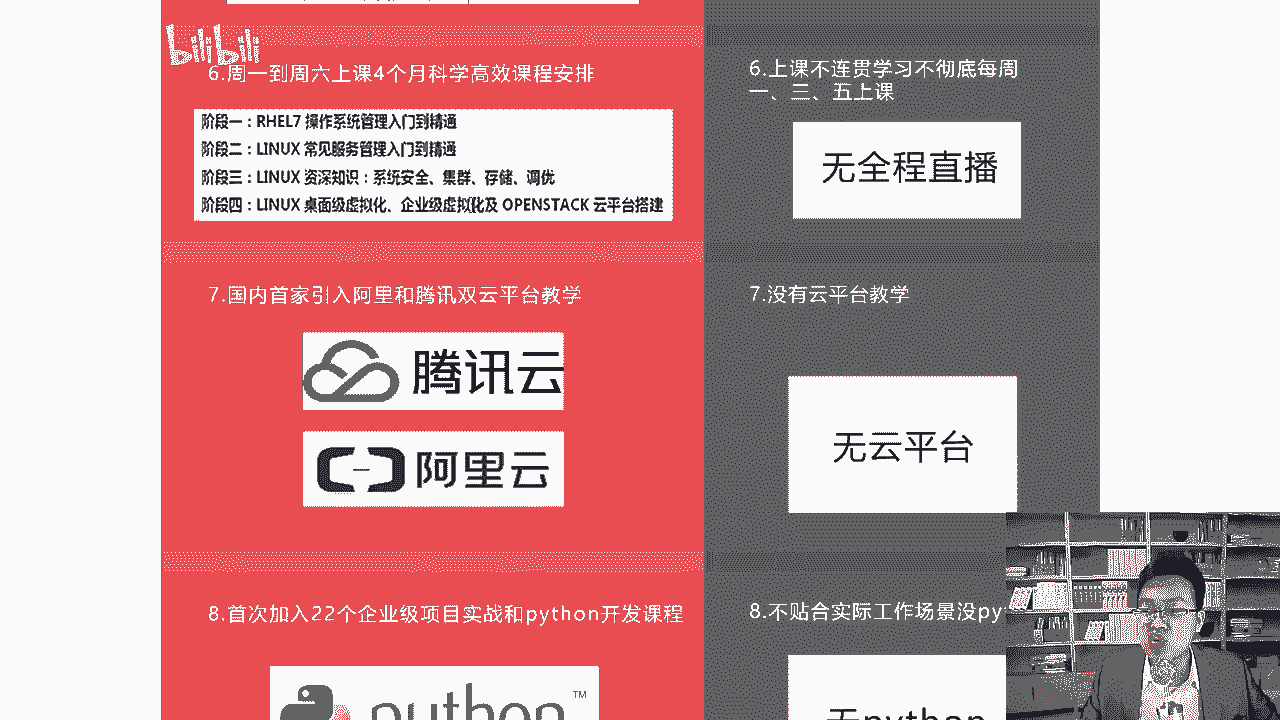 bilibili
6.周一到周六上课4个月科学高效课程安排
阶段一：RHEL7 操作系统管理入门到精通
阶段二：LINUX 常见服务管理入门到精通
阶段三：LINUX 资深知识：系统安全、集群、存储、调优
阶段四：LINUX 桌面级虚拟化、企业级虚拟化及 OPENSTACK 云平台搭建
6.上课不连贯学习不彻底每周
一、三、五上课
无全程直播
7.国内首家引入阿里和腾讯双云平台教学
腾讯云
阿里云
7.没有云平台教学
无云平台
8.首次加入22个企业级项目实战和python开发课程
python
TM
8.不贴合实际工作场景没py
无python